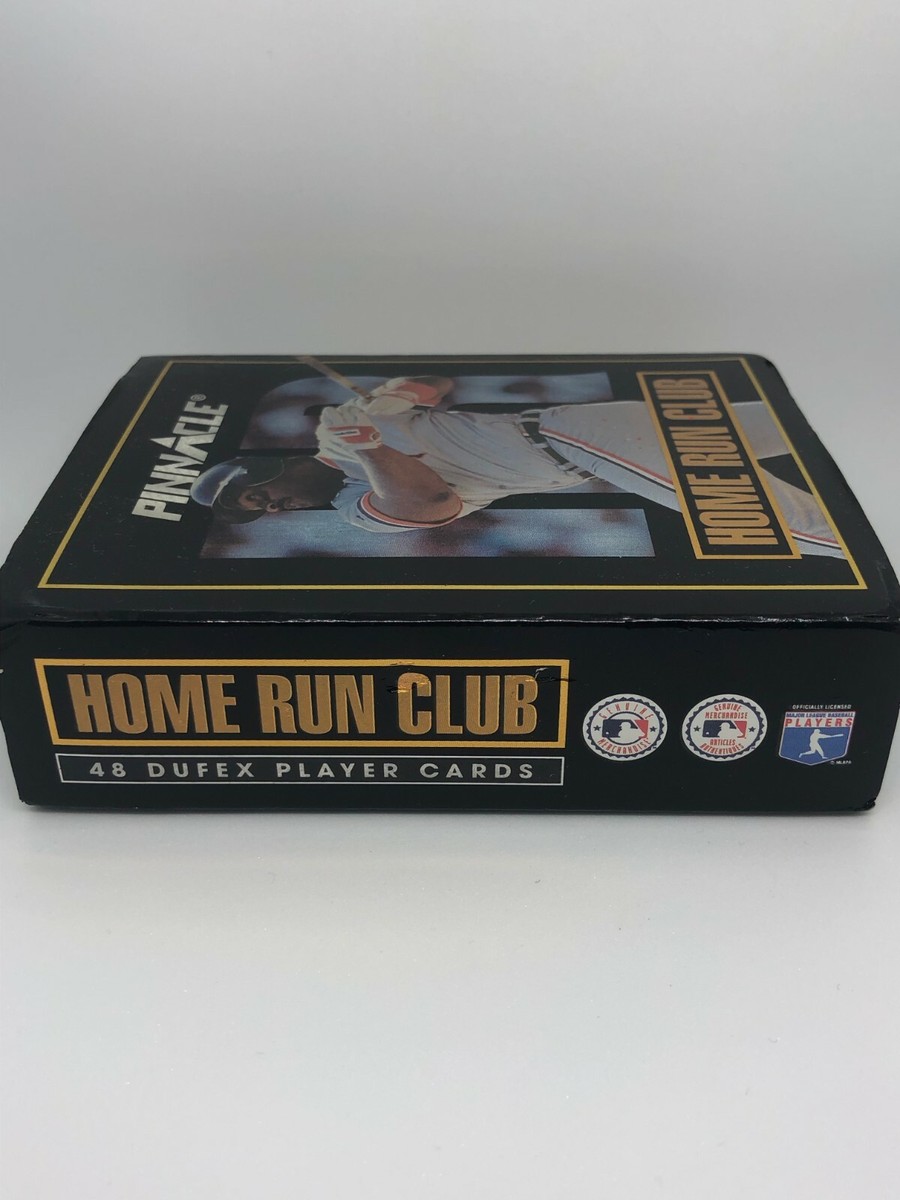 PINNACLE®
HOME RUN CLUB
HOME RUN CLUB
48 DUFEX PLAYER CARDS
GENUINE
MERCHANDISE
GENUINE
MERCHANDISE
ARTICLES
AUTHENTIQUES
OFFICIALLY LICENSED
MAJOR LEAGUE BASEBALL
PLAYERS
© MLBPA